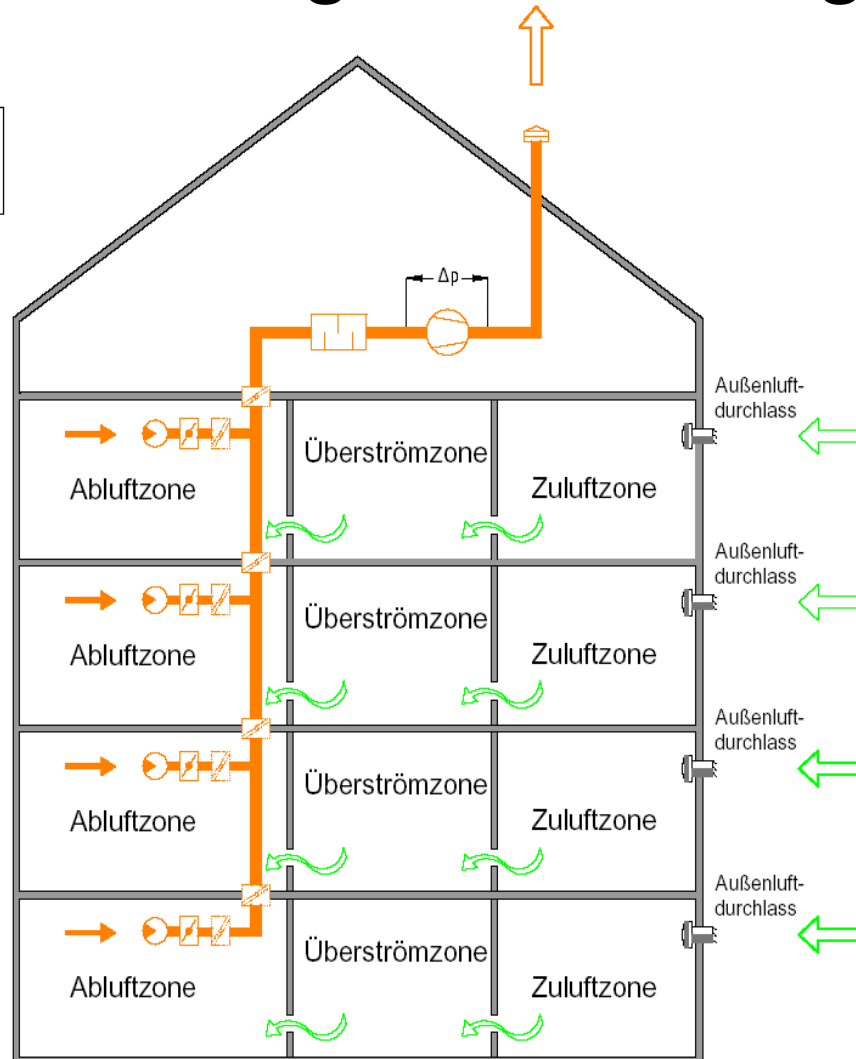 Δp
Außenluft-
durchlass
Überströmzone
Abluftzone
Zuluftzone
Außenluft-
durchlass
Überströmzone
Abluftzone
Zuluftzone
Außenluft-
durchlass
Überströmzone
Abluftzone
Zuluftzone
Außenluft-
durchlass
Überströmzone
Abluftzone
Zuluftzone